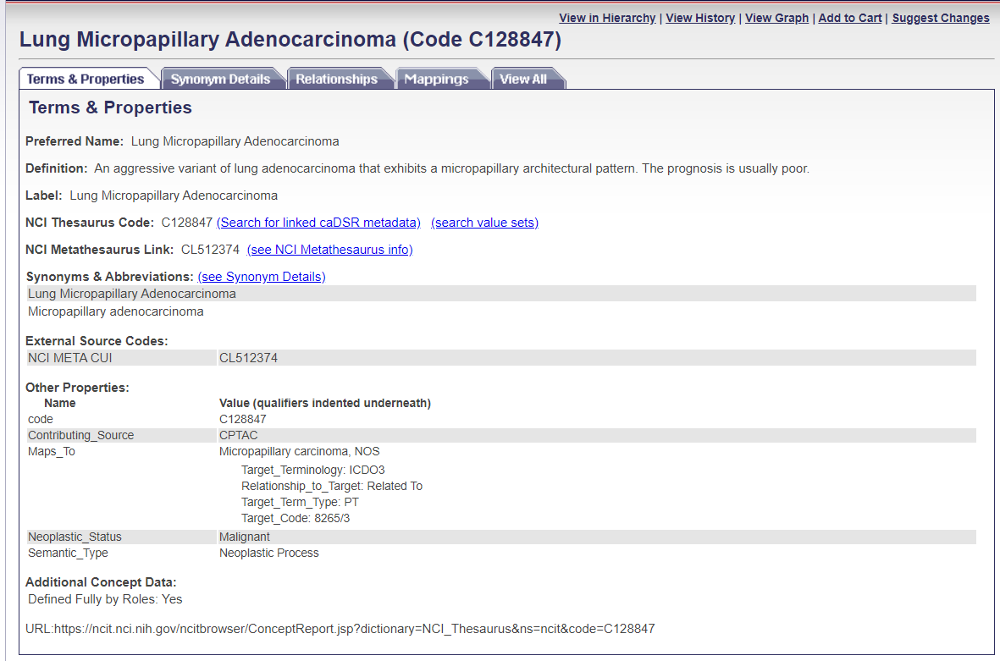 View in Hierarchy | View History | View Graph | Add to Cart | Suggest Changes
Lung Micropapillary Adenocarcinoma (Code C128847)
Terms & Properties Synonym Details Relationships Mappings View All
Terms & Properties
Preferred Name: Lung Micropapillary Adenocarcinoma
Definition: An aggressive variant of lung adenocarcinoma that exhibits a micropapillary architectural pattern. The prognosis is usually poor.
Label: Lung Micropapillary Adenocarcinoma
NCI Thesaurus Code: C128847 (Search for linked caDSR metadata) (search value sets)
NCI Metathesaurus Link: CL512374 (see NCI Metathesaurus info)
Synonyms & Abbreviations: (see Synonym Details)
Lung Micropapillary Adenocarcinoma
Micropapillary adenocarcinoma
External Source Codes:
NCI META CUI CL512374
Other Properties:
Name Value (qualifiers indented underneath)
code C128847
Contributing_Source CPTAC
Maps_To Micropapillary carcinoma, NOS
Target_Terminology: ICDO3
Relationship_to_Target: Related To
Target_Term_Type: PT
Target_Code: 8265/3
Neoplastic_Status Malignant
Semantic_Type Neoplastic Process
Additional Concept Data:
Defined Fully by Roles: Yes
URL:https://ncit.nci.nih.gov/ncitbrowser/ConceptReport.jsp?dictionary=NCI_Thesaurus&ns=ncit&code=C128847